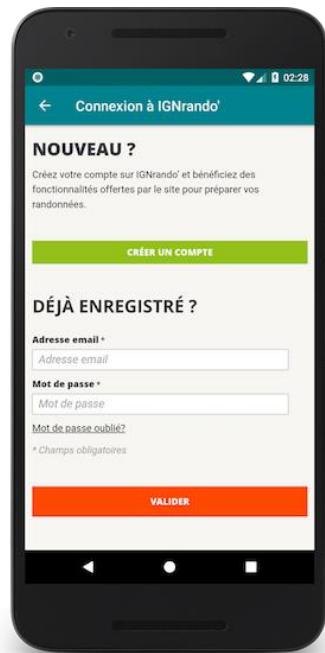 02:28
Connexion à IGNrando'
NOUVEAU ?
Créez votre compte sur IGNrando' et bénéficiez des
fonctionnalités offertes par le site pour préparer vos
randonnées.
CRÉER UN COMPTE
DÉJÀ ENREGISTRÉ ?
Adresse email *
Adresse email
Mot de passe *
Mot de passe
Mot de passe oublié?
* Champs obligatoires
VALIDER